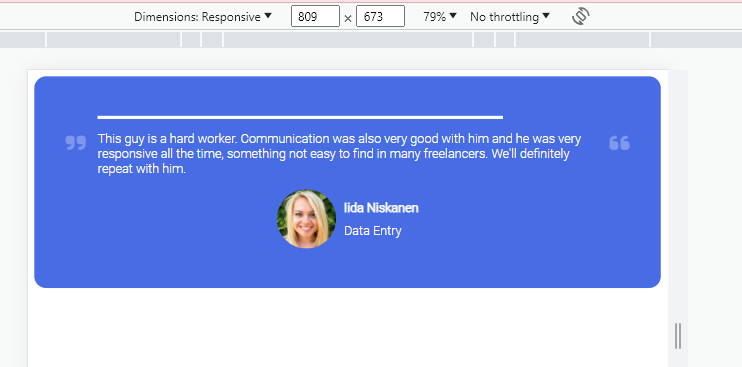 Dimensions: Responsive ▼ 809 × 673 79% ▼ No throttling ▼
This guy is a hard worker. Communication was also very good with him and he was very
responsive all the time, something not easy to find in many freelancers. We'll definitely
repeat with him.
Iida Niskanen
Data Entry